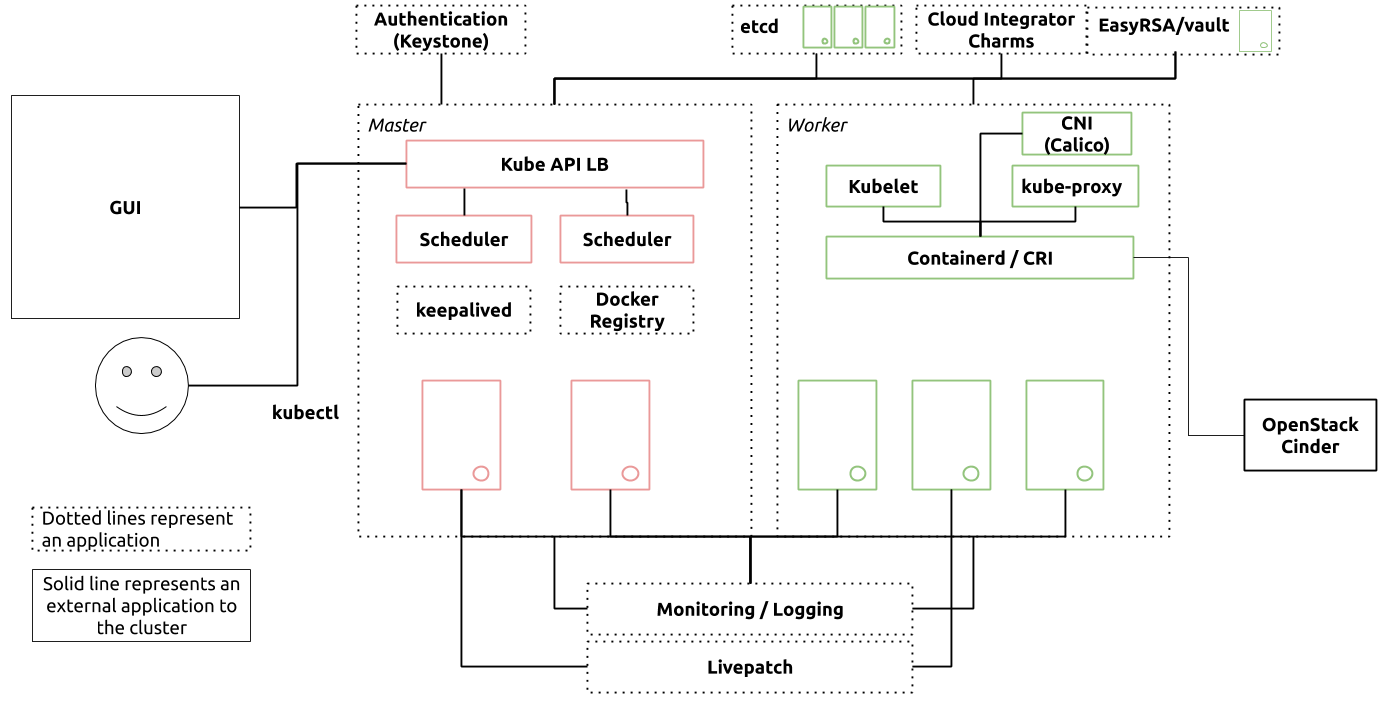 Authentication
(Keystone)
etcd
Cloud Integrator
Charms
EasyRSA/vault
GUI
Master
Kube API LB
Scheduler
Scheduler
keepalived
Docker
Registry
Worker
CNI
(Calico)
Kubelet
kube-proxy
Containerd / CRI
kubectl
OpenStack
Cinder
Dotted lines represent
an application
Solid line represents an
external application to
the cluster
Monitoring / Logging
Livepatch